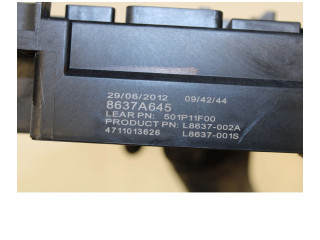 29/06/2012 09/42/44
8637A645
LEAR PN: 501P11F00
PRODUCT PN: L8637-002A
4711013626 L8637-001S